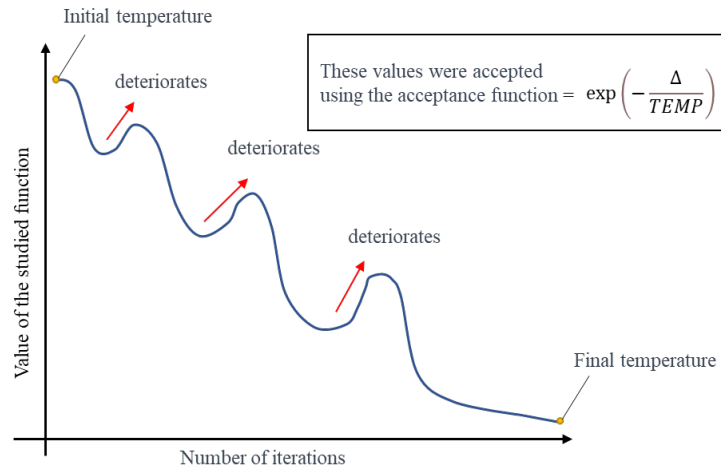 Initial temperature
deteriorates
These values were accepted
using the acceptance function = exp(−Δ/TEMP)
deteriorates
deteriorates
Value of the studied function
Final temperature
Number of iterations